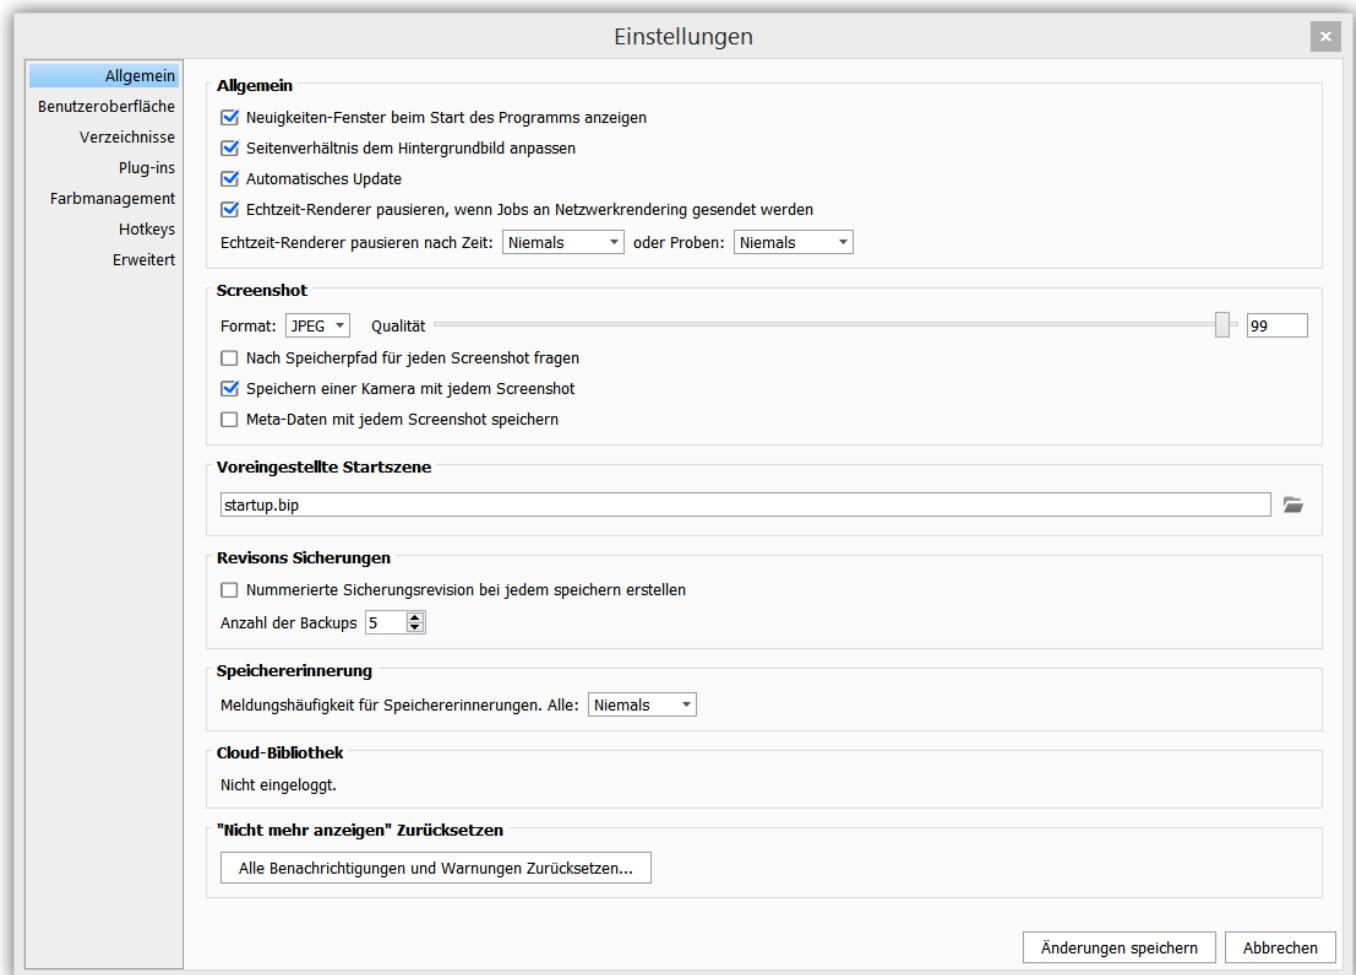 Einstellungen
Allgemein
Benutzeroberfläche
Verzeichnisse
Plug-ins
Farbmanagement
Hotkeys
Erweitert
Allgemein
Neuigkeiten-Fenster beim Start des Programms anzeigen
Seitenverhältnis dem Hintergrundbild anpassen
Automatisches Update
Echtzeit-Renderer pausieren, wenn Jobs an Netzwerkrendering gesendet werden
Echtzeit-Renderer pausieren nach Zeit: Niemals oder Proben: Niemals
Screenshot
Format: JPEG Qualität 99
Nach Speicherpfad für jeden Screenshot fragen
Speichern einer Kamera mit jedem Screenshot
Meta-Daten mit jedem Screenshot speichern
Voreingestellte Startszene
startup.bip
Revisons Sicherungen
Nummerierte Sicherungsrevision bei jedem speichern erstellen
Anzahl der Backups 5
Speichererinnerung
Meldungshäufigkeit für Speichererinnerungen. Alle: Niemals
Cloud-Bibliothek
Nicht eingeloggt.
"Nicht mehr anzeigen" Zurücksetzen
Alle Benachrichtigungen und Warnungen Zurücksetzen...
Änderungen speichern Abbrechen